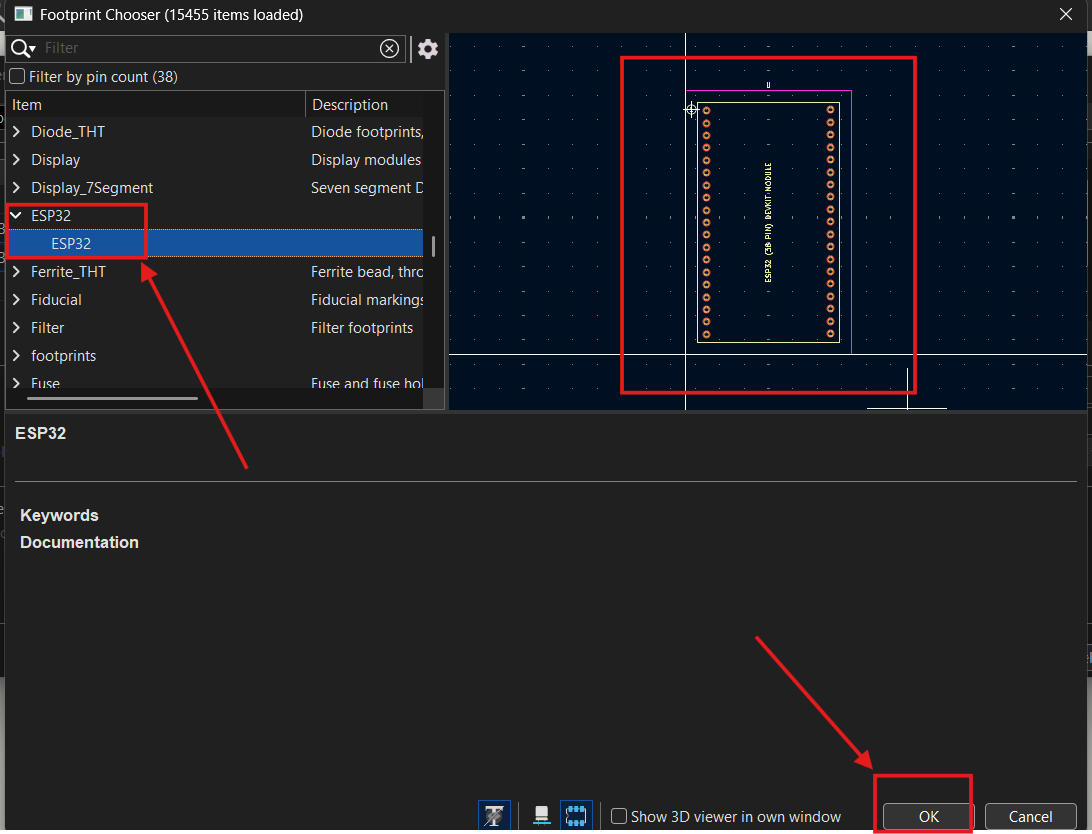 Footprint Chooser (15455 items loaded)
Filter
Filter by pin count (38)
Item Description
Diode_THT Diode footprints,
Display Display modules
Display_7Segment Seven segment D
ESP32
ESP32
Ferrite_THT Ferrite bead, thro
Fiducial Fiducial markings
Filter Filter footprints
footprints
Fuse Fuse and fuse hol
U
ESP32 (38 PIN) DEVKIT MODULE
ESP32
Keywords
Documentation
Show 3D viewer in own window
OK
Cancel